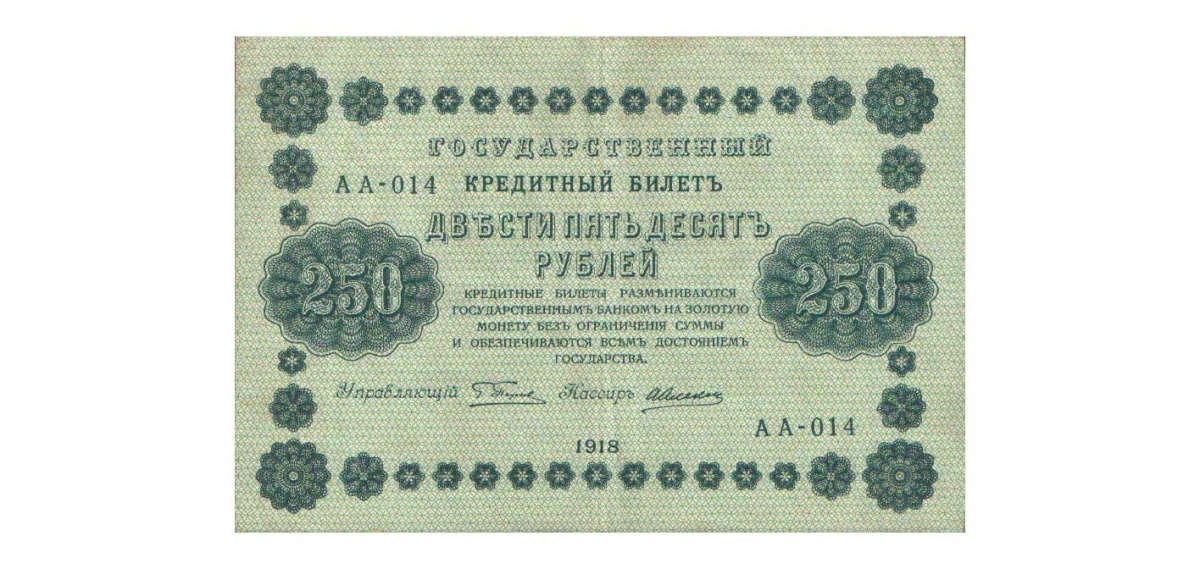 ГОСУДАРСТВЕННЫЙ
АА-014 КРЕДИТНЫЙ БИЛЕТЪ
ДВѢСТИ ПЯТЬДЕСЯТЪ
РУБЛЕЙ
250 250
КРЕДИТНЫЕ БИЛЕТЫ РАЗМѢНИВАЮТСЯ
ГОСУДАРСТВЕННЫМЪ БАНКОМЪ НА ЗОЛОТУЮ
МОНЕТУ БЕЗЪ ОГРАНИЧЕНІЯ СУММЫ
И ОБЕЗПЕЧИВАЮТСЯ ВСѢМЪ ДОСТОЯНІЕМЪ
ГОСУДАРСТВА.
Управляющій Кассиръ
АА-014
1918